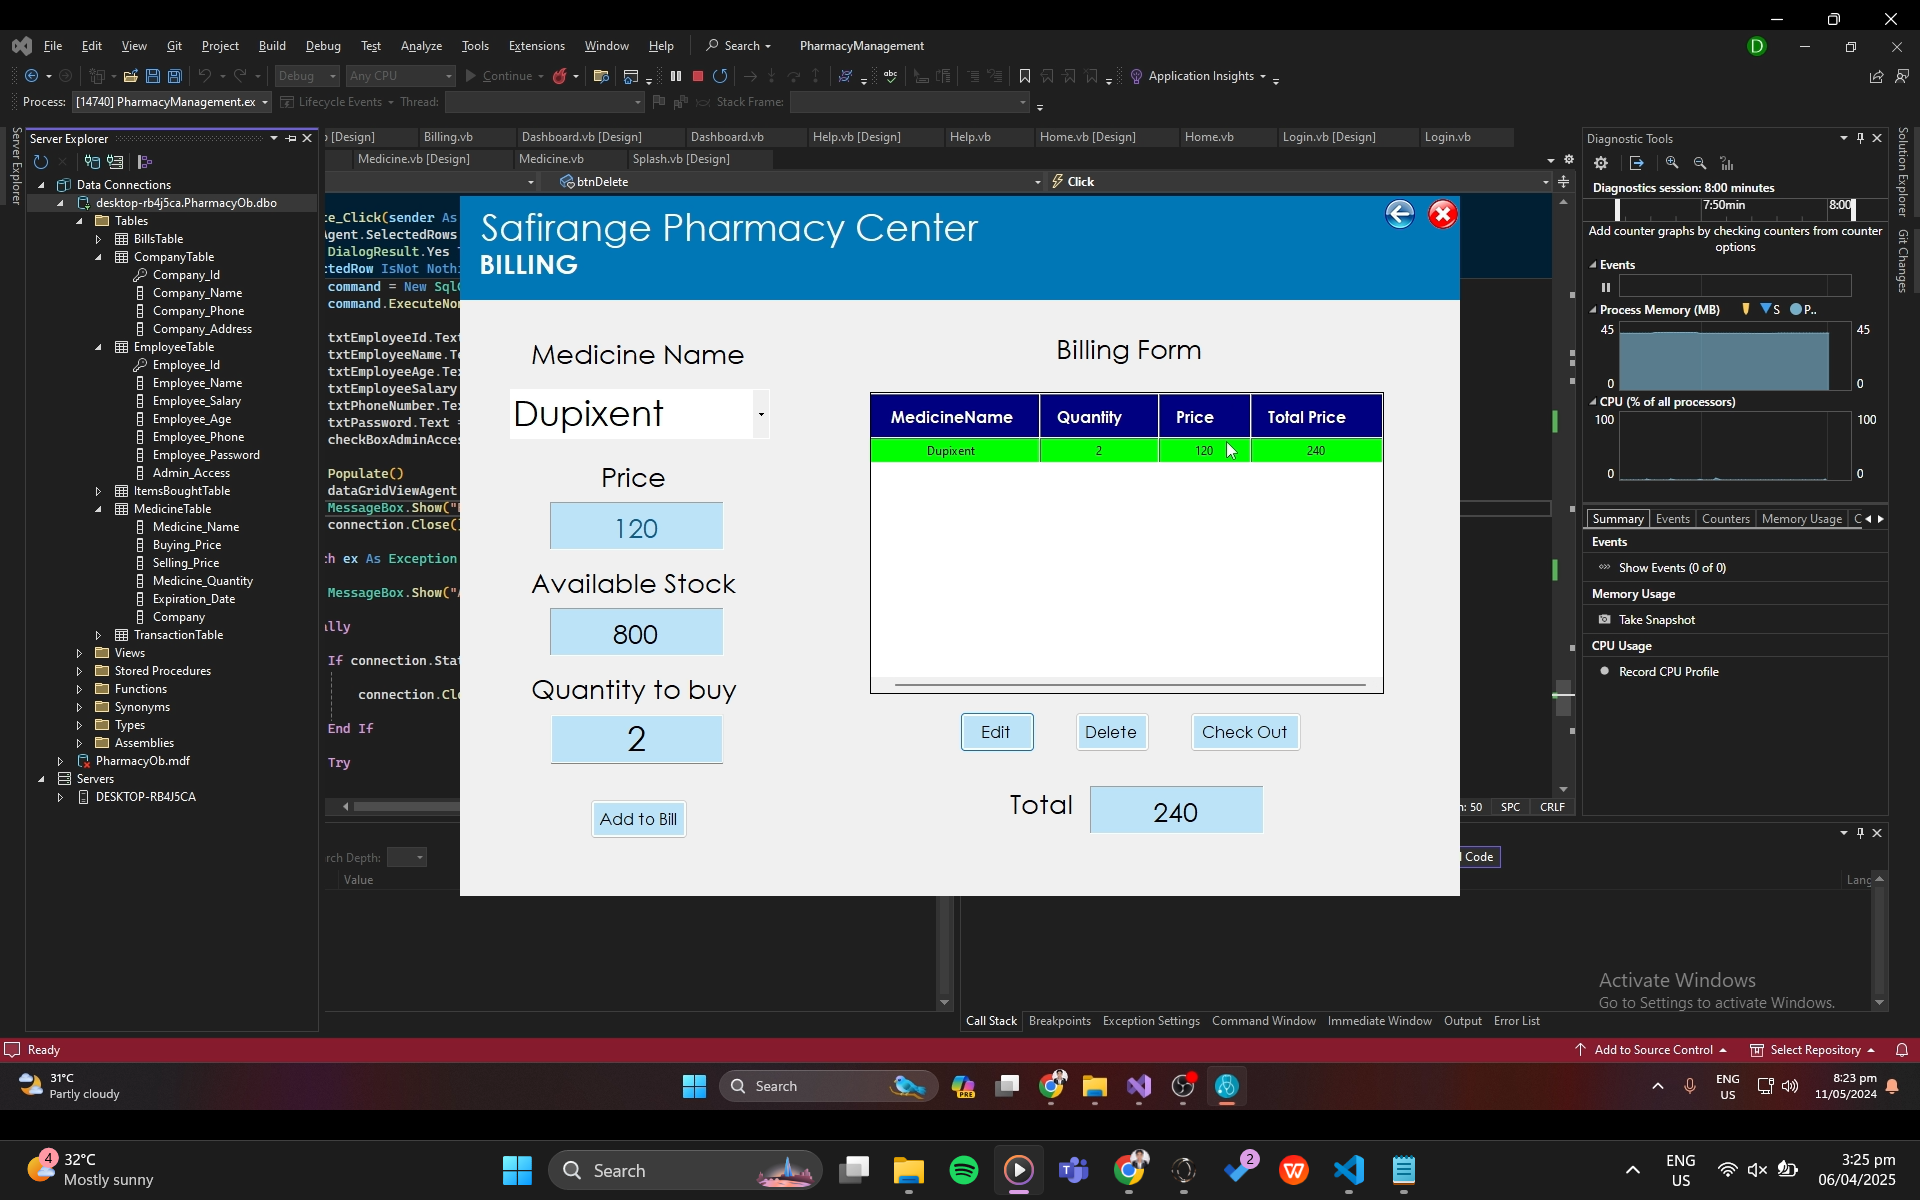 File Edit View Git Project Build Debug Test Analyze Tools Extensions Window Help Search PharmacyManagement D
Debug Any CPU Continue Application Insights
Process: [14740] PharmacyManagement.ex Lifecycle Events Thread: Stack Frame:
Server Explorer
Server Explorer
Data Connections
desktop-rb4j5ca.PharmacyOb.dbo
Tables
BillsTable
CompanyTable
Company_Id
Company_Name
Company_Phone
Company_Address
EmployeeTable
Employee_Id
Employee_Name
Employee_Salary
Employee_Age
Employee_Phone
Employee_Password
Admin_Access
ItemsBoughtTable
MedicineTable
Medicine_Name
Buying_Price
Selling_Price
Medicine_Quantity
Expiration_Date
Company
TransactionTable
Views
Stored Procedures
Functions
Synonyms
Types
Assemblies
PharmacyOb.mdf
Servers
DESKTOP-RB4J5CA
[Design] Billing.vb Dashboard.vb [Design] Dashboard.vb Help.vb [Design] Help.vb Home.vb [Design] Home.vb Login.vb [Design] Login.vb
Medicine.vb [Design] Medicine.vb Splash.vb [Design]
btnDelete Click
te_Click(sender As
Agent.SelectedRows
DialogResult.Yes
tedRow IsNot Noth
command = New Sql
command.ExecuteNo
txtEmployeeId.Text
txtEmployeeName.Te
txtEmployeeAge.Te
txtEmployeeSalary
txtPhoneNumber.Te
txtPassword.Text =
checkBoxAdminAcce
Populate()
dataGridViewAgent
MessageBox.Show("
connection.Close(
h ex As Exception
MessageBox.Show("
lly
If connection.Sta
connection.Cl
End If
Try
Safirange Pharmacy Center
BILLING
Medicine Name
Dupixent
Price
120
Available Stock
800
Quantity to buy
2
Add to Bill
Billing Form
MedicineName Quantity Price Total Price
Dupixent 2 120 240
Edit Delete Check Out
Total 240
: 50 SPC CRLF
rch Depth:
Value
Code
Lang
Call Stack Breakpoints Exception Settings Command Window Immediate Window Output Error List
Diagnostic Tools
Diagnostics session: 8:00 minutes
7:50min 8:00
Add counter graphs by checking counters from counter
options
Events
Process Memory (MB) S P..
45 45
0 0
CPU (% of all processors)
100 100
0 0
Summary Events Counters Memory Usage C
Events
Show Events (0 of 0)
Memory Usage
Take Snapshot
CPU Usage
Record CPU Profile
Solution Explorer
Git Changes
Activate Windows
Go to Settings to activate Windows.
Ready Add to Source Control Select Repository
31°C
Partly cloudy
Search
PRE
ENG
US
8:23 pm
11/05/2024
4
32°C
Mostly sunny
Search
2
ENG
US
3:25 pm
06/04/2025